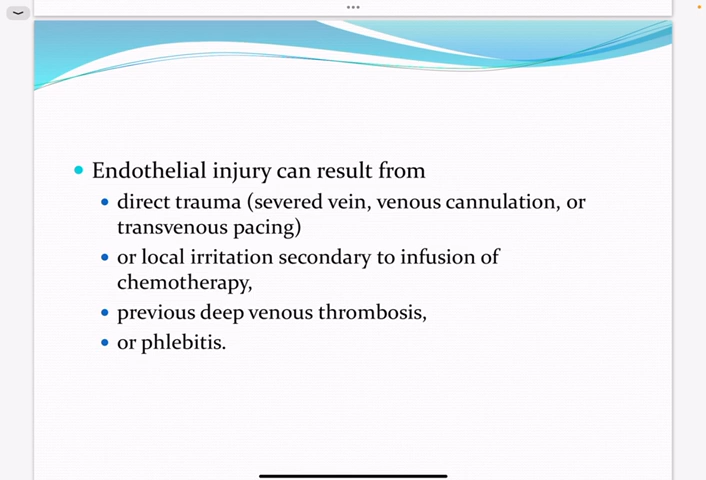 Endothelial injury can result from
direct trauma (severed vein, venous cannulation, or
transvenous pacing)
or local irritation secondary to infusion of
chemotherapy,
previous deep venous thrombosis,
or phlebitis.